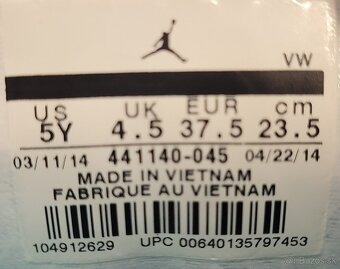 VW
US UK EUR cm
5Y 4.5 37.5 23.5
03/11/14 441140-045 04/22/14
MADE IN VIETNAM
FABRIQUE AU VIETNAM
104912629 UPC 00640135797453